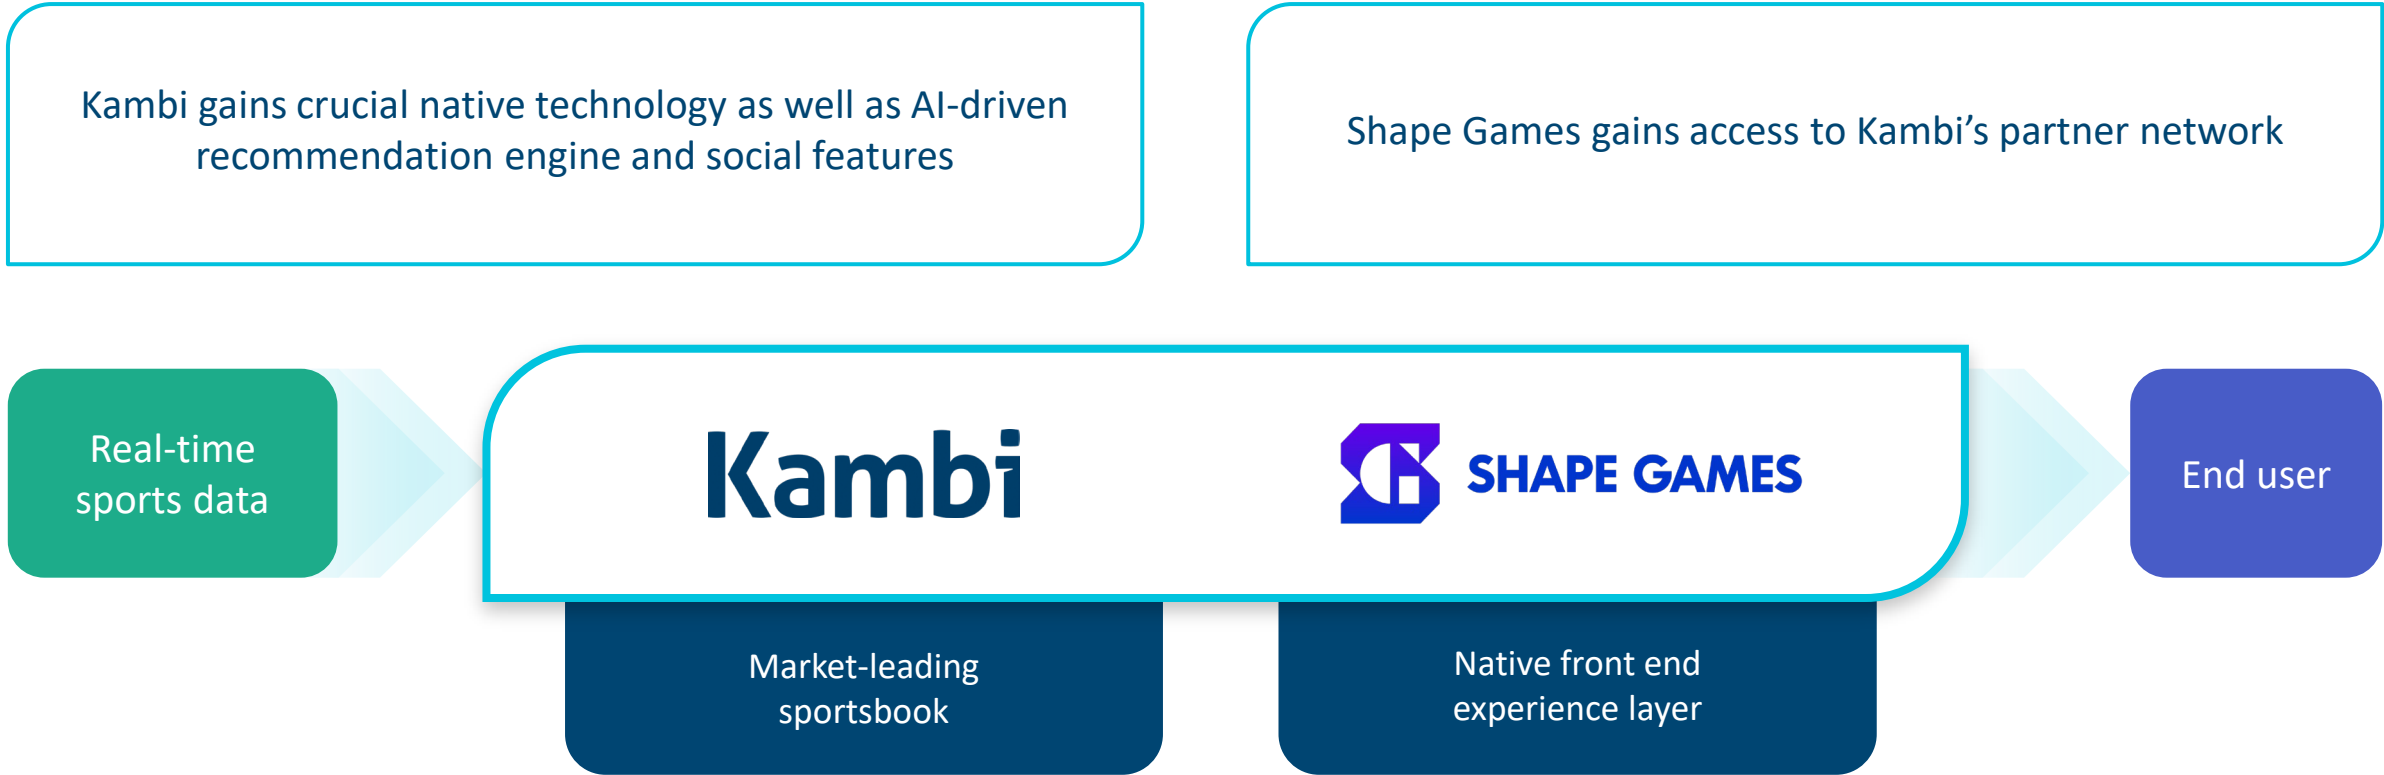 Kambi gains crucial native technology as well as AI-driven
recommendation engine and social features
Shape Games gains access to Kambi’s partner network
Real-time
sports data
Kambi
SHAPE GAMES
End user
Market-leading
sportsbook
Native front end
experience layer